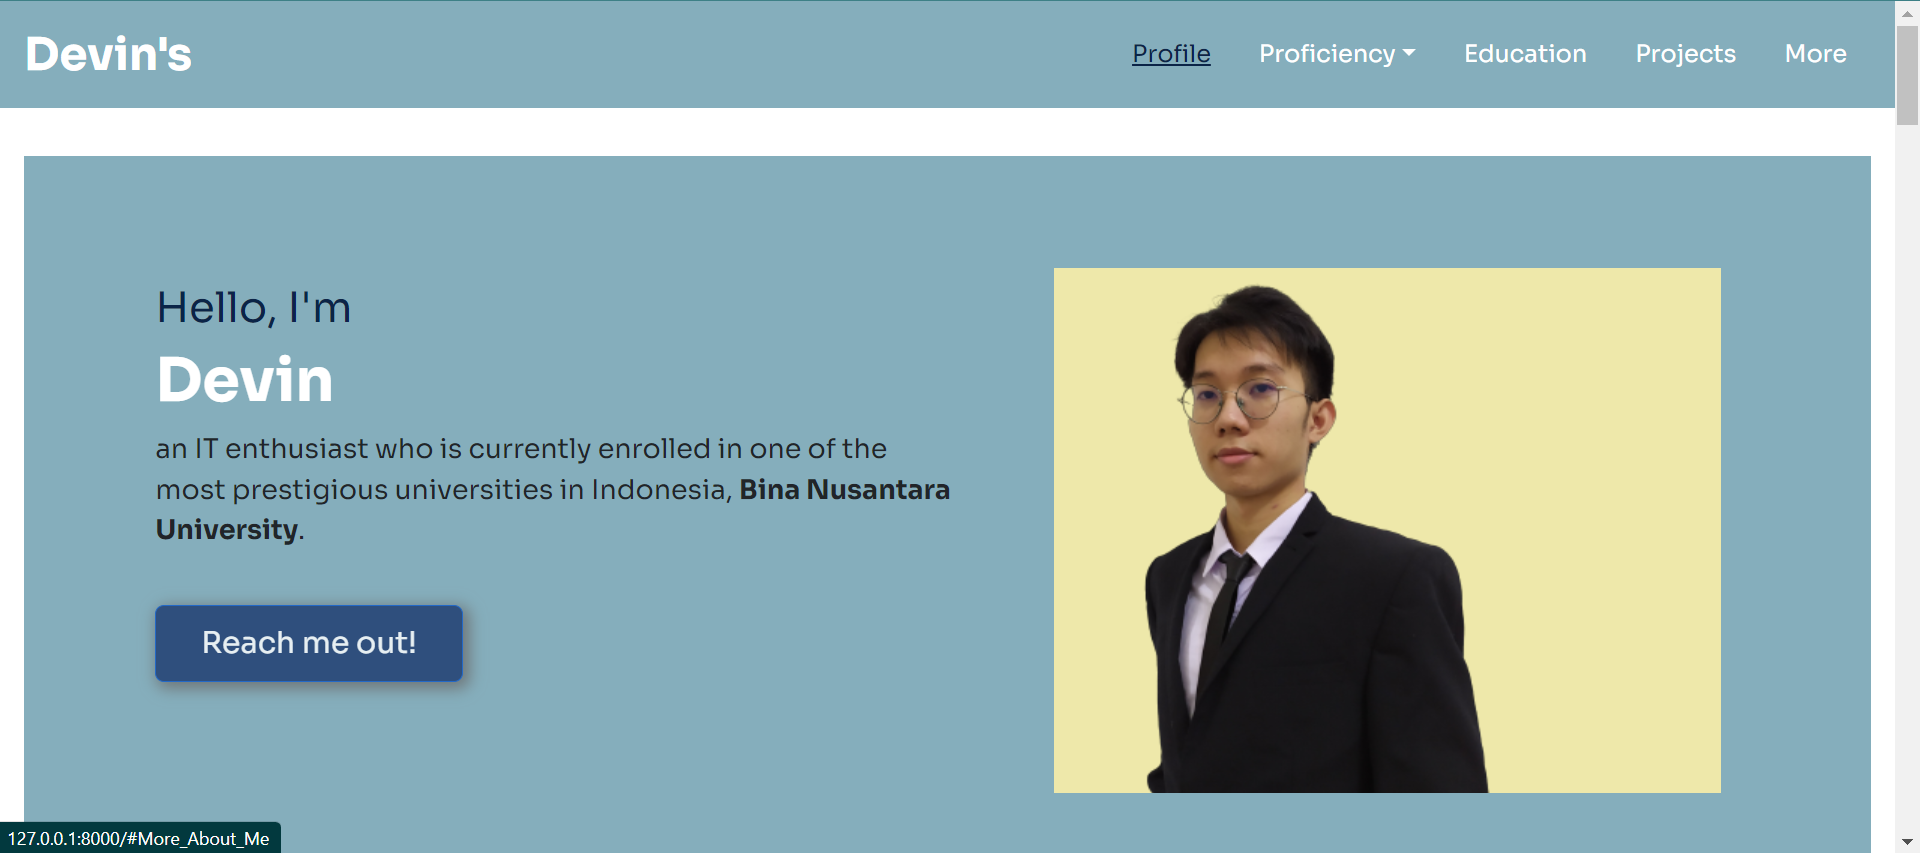 Devin's
Profile Proficiency Education Projects More
Hello, I'm
Devin
an IT enthusiast who is currently enrolled in one of the
most prestigious universities in Indonesia, Bina Nusantara
University.
Reach me out!
127.0.0.1:8000/#More_About_Me